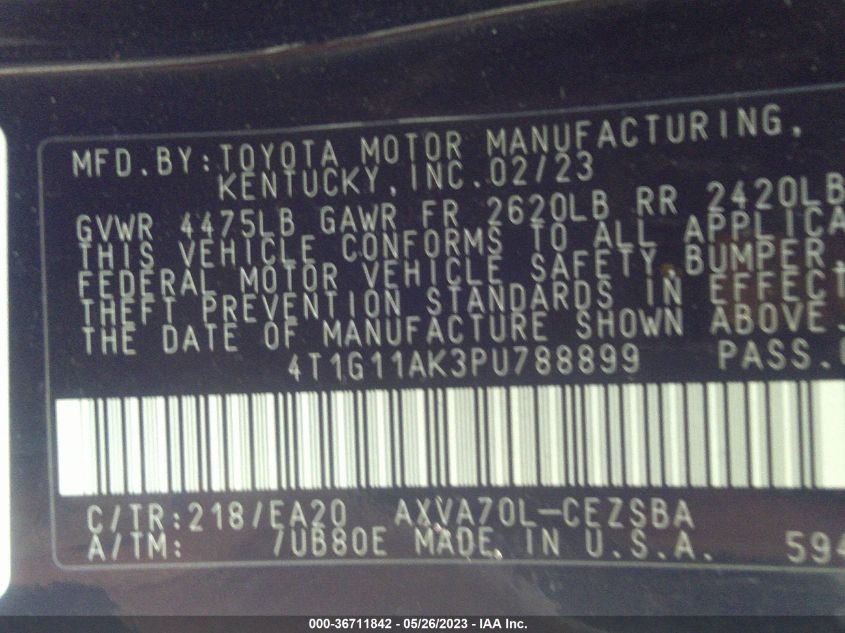 MFD.BY:TOYOTA MOTOR MANUFACTURING,
KENTUCKY,INC.02/23
GVWR 4475LB GAWR FR 2620LB RR 2420LB
THIS VEHICLE CONFORMS TO ALL APPLICA
FEDERAL MOTOR VEHICLE SAFETY,BUMPER,
THEFT PREVENTION STANDARDS IN EFFECT
THE DATE OF MANUFACTURE SHOWN ABOVE.
4T1G11AK3PU788899 PASS.
C/TR:218/EA20 AXVA70L-CEZSBA
A/TM: /UB80E MADE IN U.S.A. 594
000-36711842 - 05/26/2023 - IAA Inc.